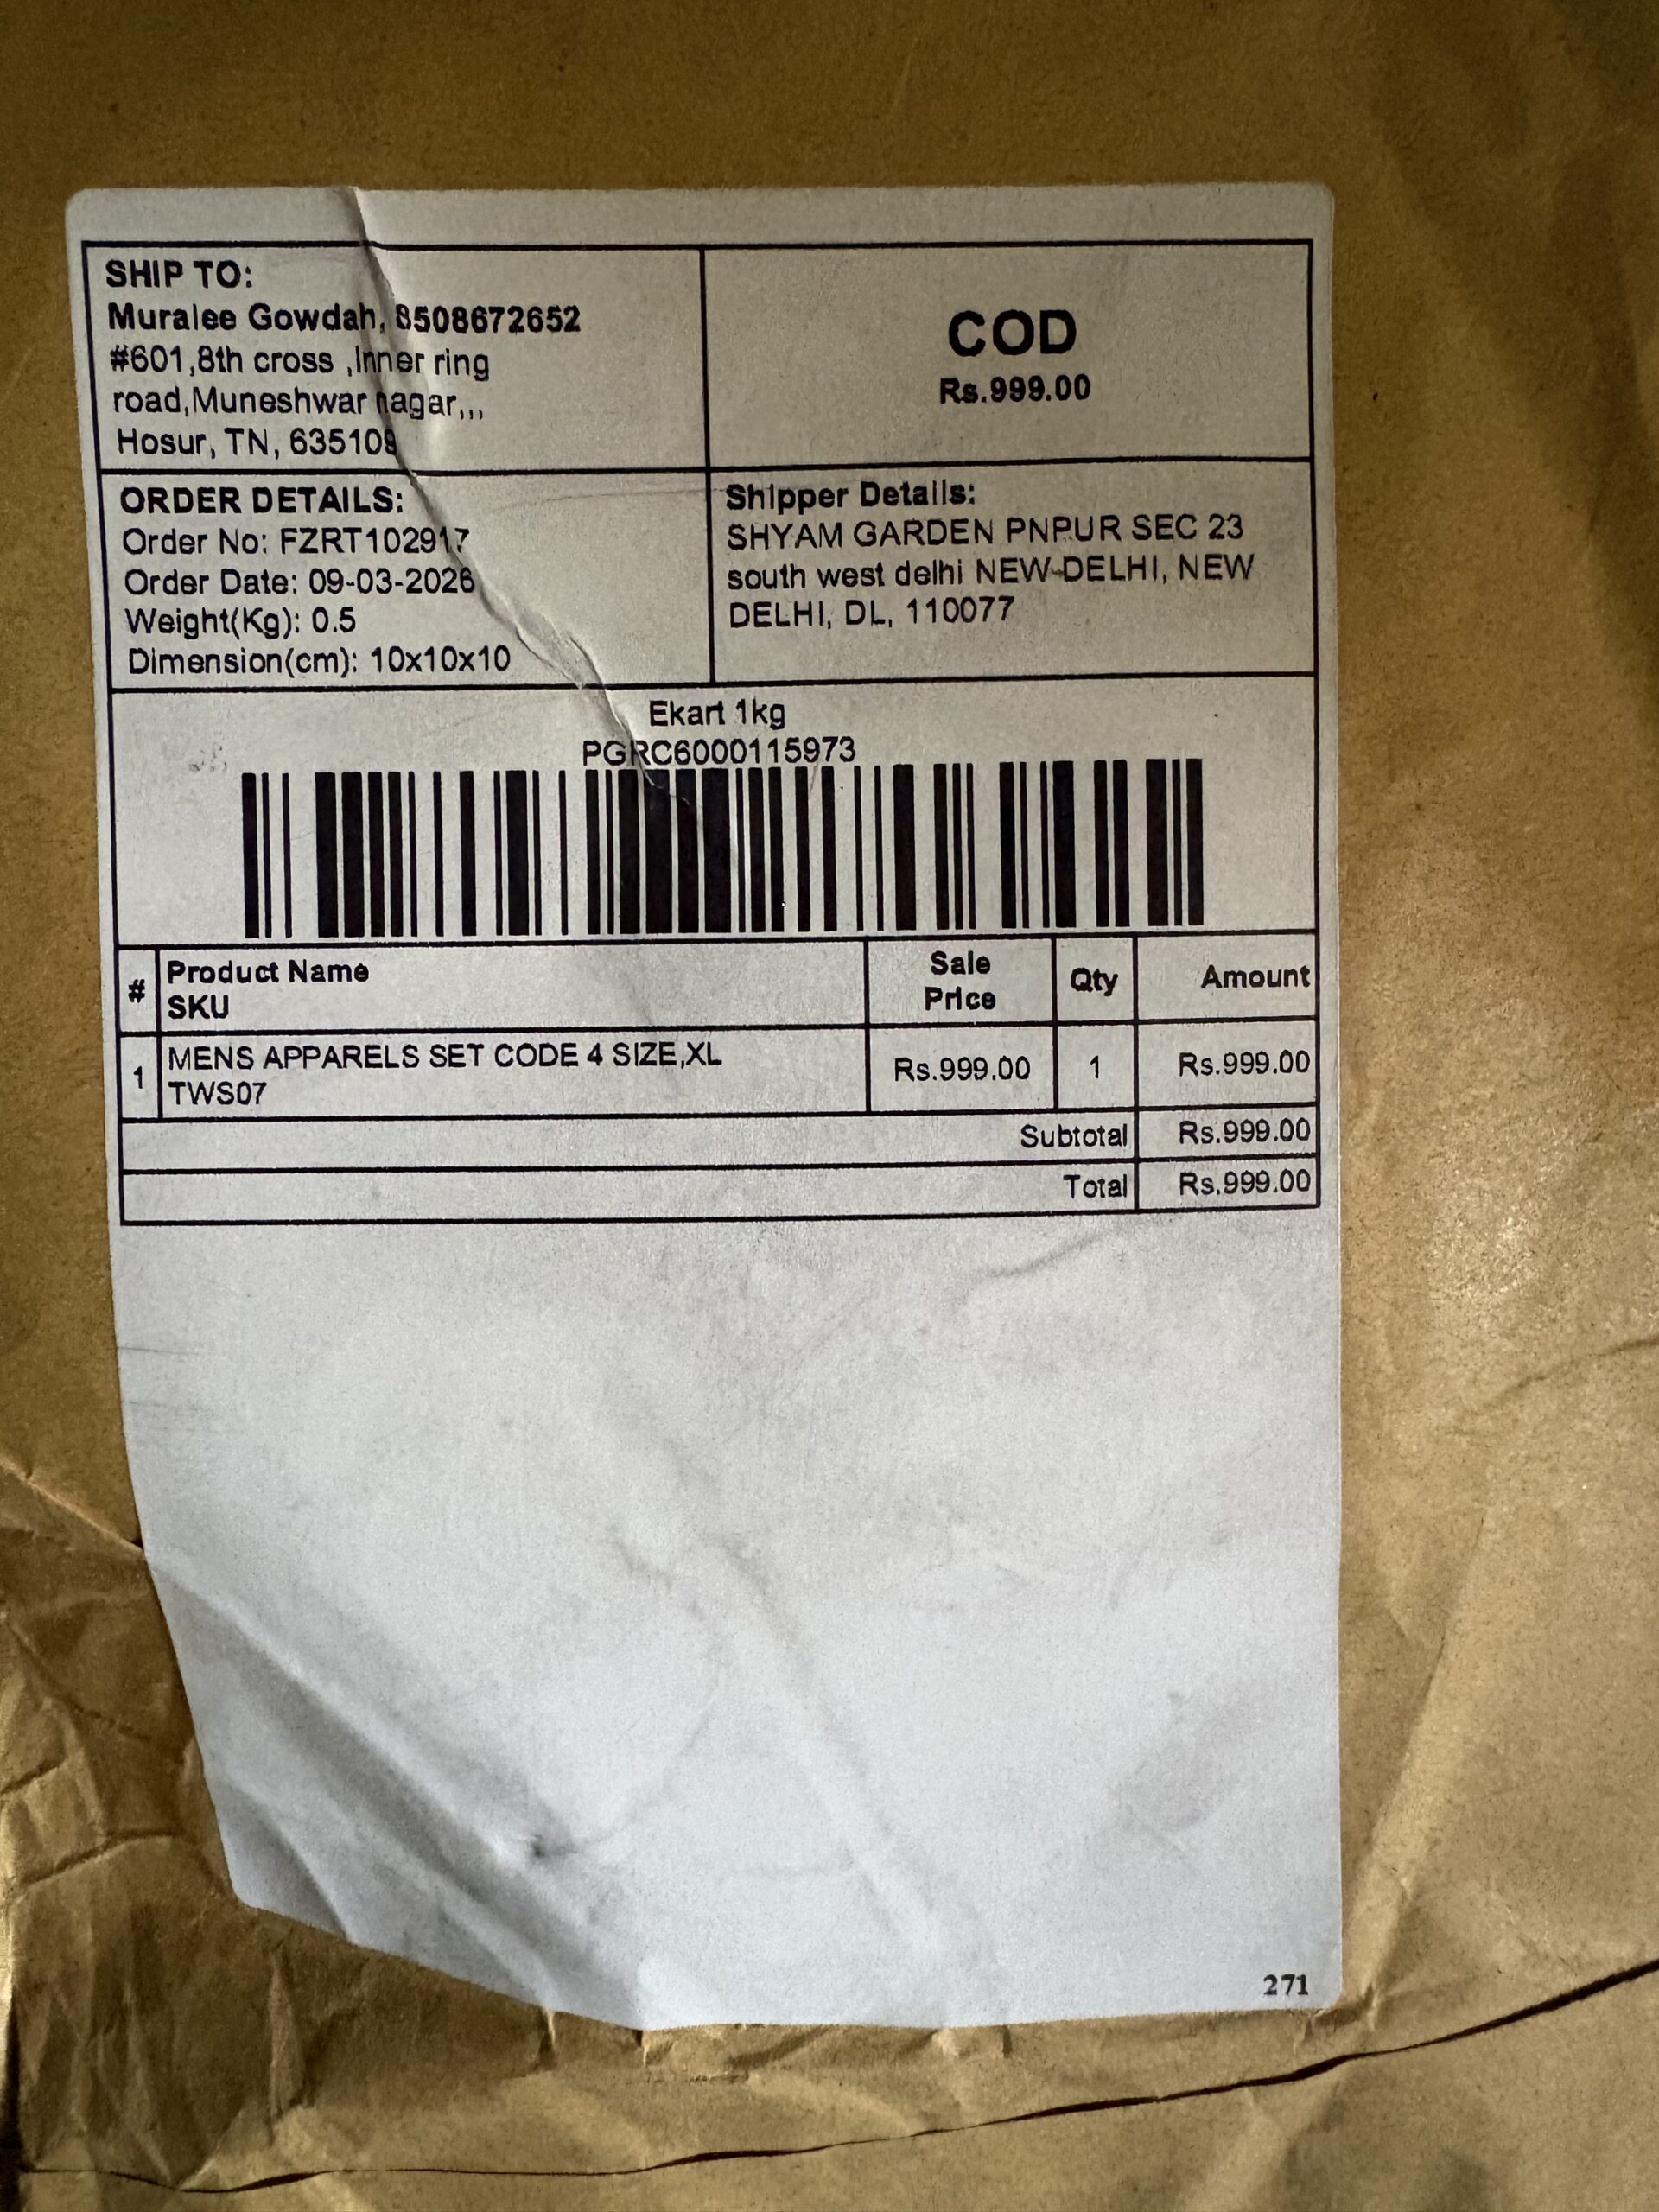 SHIP TO:
Muralee Gowdah, 8508672652
#601,8th cross ,Inner ring
road,Muneshwar nagar,,,
Hosur, TN, 635109
COD
Rs.999.00
ORDER DETAILS:
Order No: FZRT102917
Order Date: 09-03-2026
Weight(Kg): 0.5
Dimension(cm): 10x10x10
Shipper Details:
SHYAM GARDEN PNPUR SEC 23
south west delhi NEW-DELHI, NEW
DELHI, DL, 110077
Ekart 1kg
PGRC6000115973
# Product Name SKU Sale Price Qty Amount
1 MENS APPARELS SET CODE 4 SIZE,XL Rs.999.00 1 Rs.999.00
TWS07
Subtotal Rs.999.00
Total Rs.999.00
271